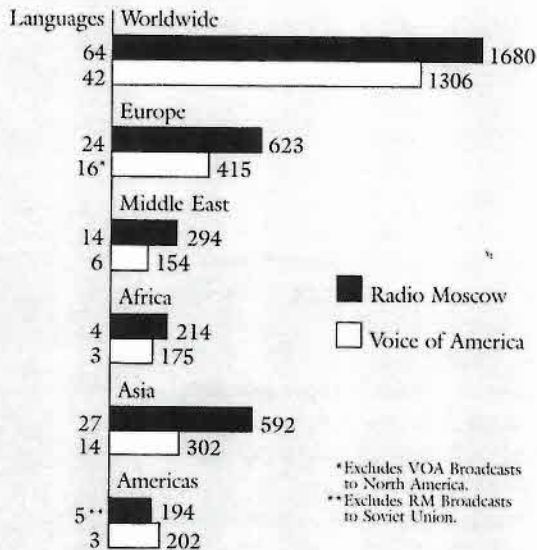 Languages Worldwide
64 1680
42 1306
Europe
24 623
16* 415
Middle East
14 294
6 154
Africa
4 214
3 175
Asia
27 592
14 302
Americas
5** 194
3 202
Radio Moscow
Voice of America
*Excludes VOA Broadcasts
to North America.
**Excludes RM Broadcasts
to Soviet Union.